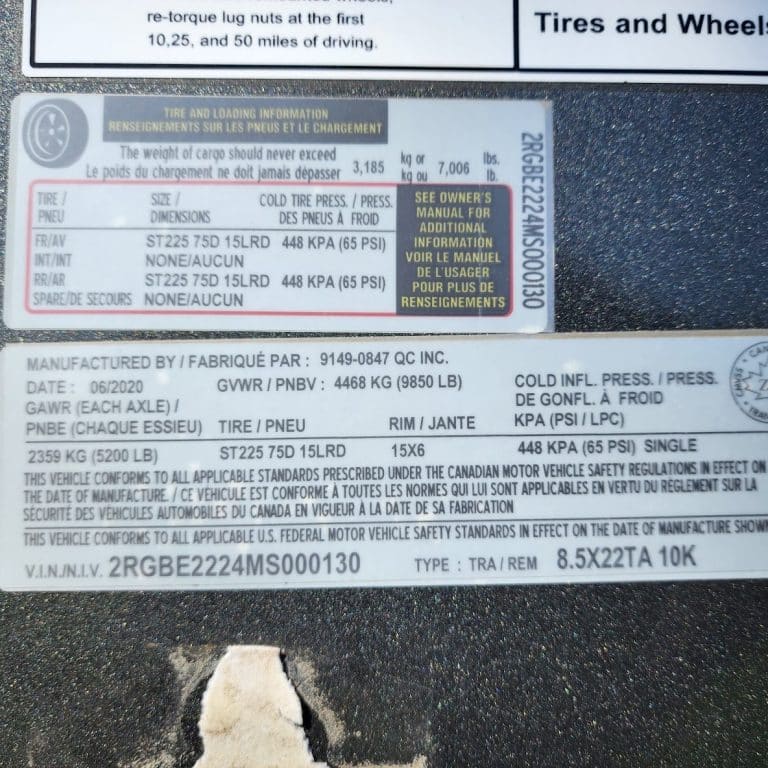 re-torque lug nuts at the first
10,25, and 50 miles of driving.
Tires and Wheels
TIRE AND LOADING INFORMATION
RENSEIGNEMENTS SUR LES PNEUS ET LE CHARGEMENT
The weight of cargo should never exceed
Le poids du chargement ne doit jamais dépasser 3,185 kg or kg ou 7,006 lbs. lb.
TIRE / PNEU SIZE / DIMENSIONS COLD TIRE PRESS. / PRESS. DES PNEUS À FROID
FR/AV ST225 75D 15LRD 448 KPA (65 PSI)
INT/INT NONE/AUCUN
RR/AR ST225 75D 15LRD 448 KPA (65 PSI)
SPARE/DE SECOURS NONE/AUCUN
SEE OWNER'S
MANUAL FOR
ADDITIONAL
INFORMATION
VOIR LE MANUEL
DE L'USAGER
POUR PLUS DE
RENSEIGNEMENTS
2RGBE2224MS000130
MANUFACTURED BY / FABRIQUÉ PAR : 9149-0847 QC INC.
DATE : 06/2020 GVWR / PNBV : 4468 KG (9850 LB)
COLD INFL. PRESS. / PRESS.
DE GONFL. À FROID
KPA (PSI / LPC)
GAWR (EACH AXLE) /
PNBE (CHAQUE ESSIEU) TIRE / PNEU RIM / JANTE
2359 KG (5200 LB) ST225 75D 15LRD 15X6 448 KPA (65 PSI) SINGLE
THIS VEHICLE CONFORMS TO ALL APPLICABLE STANDARDS PRESCRIBED UNDER THE CANADIAN MOTOR VEHICLE SAFETY REGULATIONS IN EFFECT ON
THE DATE OF MANUFACTURE. / CE VÉHICULE EST CONFORME À TOUTES LES NORMES QUI LUI SONT APPLICABLES EN VERTU DU RÈGLEMENT SUR LA
SÉCURITÉ DES VÉHICULES AUTOMOBILES DU CANADA EN VIGUEUR À LA DATE DE SA FABRICATION
THIS VEHICLE CONFORMS TO ALL APPLICABLE U.S. FEDERAL MOTOR VEHICLE SAFETY STANDARDS IN EFFECT ON THE DATE OF MANUFACTURE SHOWN
V.I.N./N.I.V. 2RGBE2224MS000130 TYPE : TRA / REM 8.5X22TA 10K